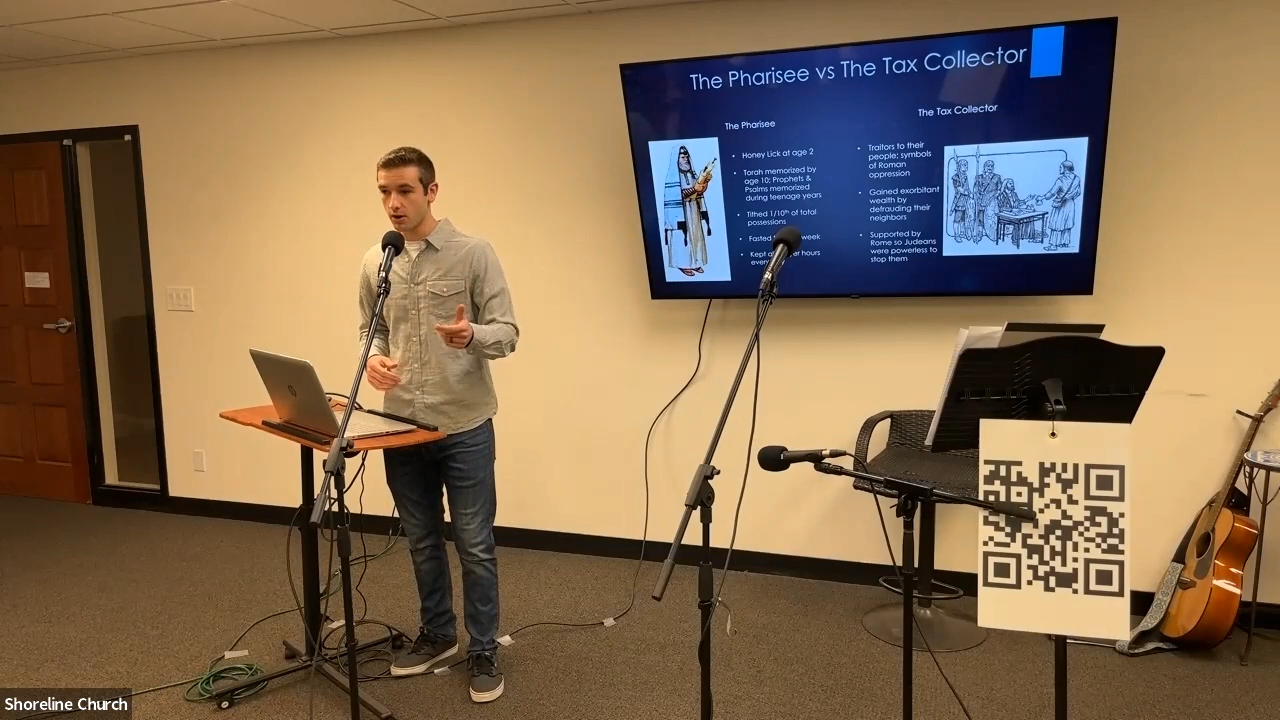 The Pharisee vs The Tax Collector
The Pharisee
• Honey Lick at age 2
• Torah memorized by
age 10; Prophets &
Psalms memorized
during teenage years
• Tithed 1/10th of total
possessions
• Fasted week
• Kept hours
The Tax Collector
• Traitors to their
people; symbols
of Roman
oppression
• Gained exorbitant
wealth by
defrauding their
neighbors
• Supported by
Rome so Judeans
were powerless to
stop them
Shoreline Church